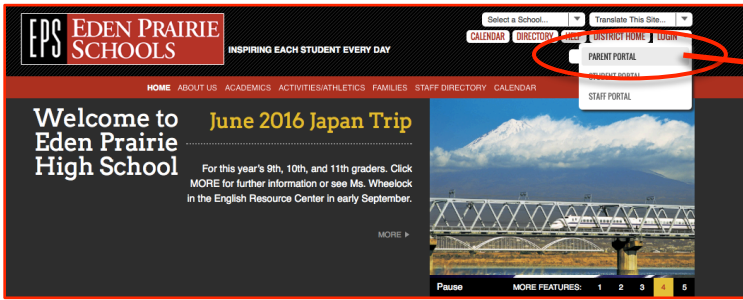 Select a School...
Translate This Site...
EPS
EDEN PRAIRIE
SCHOOLS
INSPIRING EACH STUDENT EVERY DAY
CALENDAR
DIRECTORY
HELP
DISTRICT HOME
LOGIN
PARENT PORTAL
STUDENT PORTAL
STAFF PORTAL
HOME ABOUT US ACADEMICS ACTIVITIES/ATHLETICS FAMILIES STAFF DIRECTORY CALENDAR
Welcome to
Eden Prairie
High School
June 2016 Japan Trip
For this year's 9th, 10th, and 11th graders. Click
MORE for further information or see Ms. Wheelock
in the English Resource Center in early September.
MORE
Pause
MORE FEATURES: 1 2 3 4 5